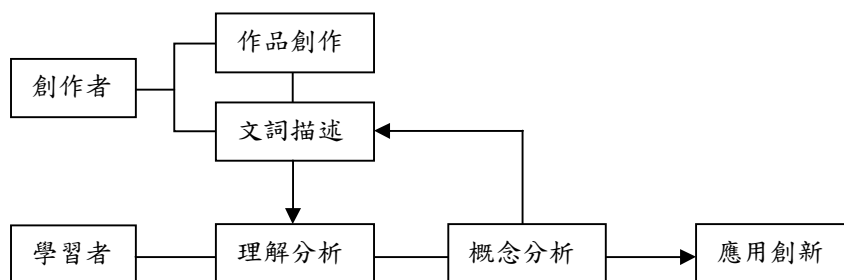 作品創作
創作者
文詞描述
學習者
理解分析
概念分析
應用創新